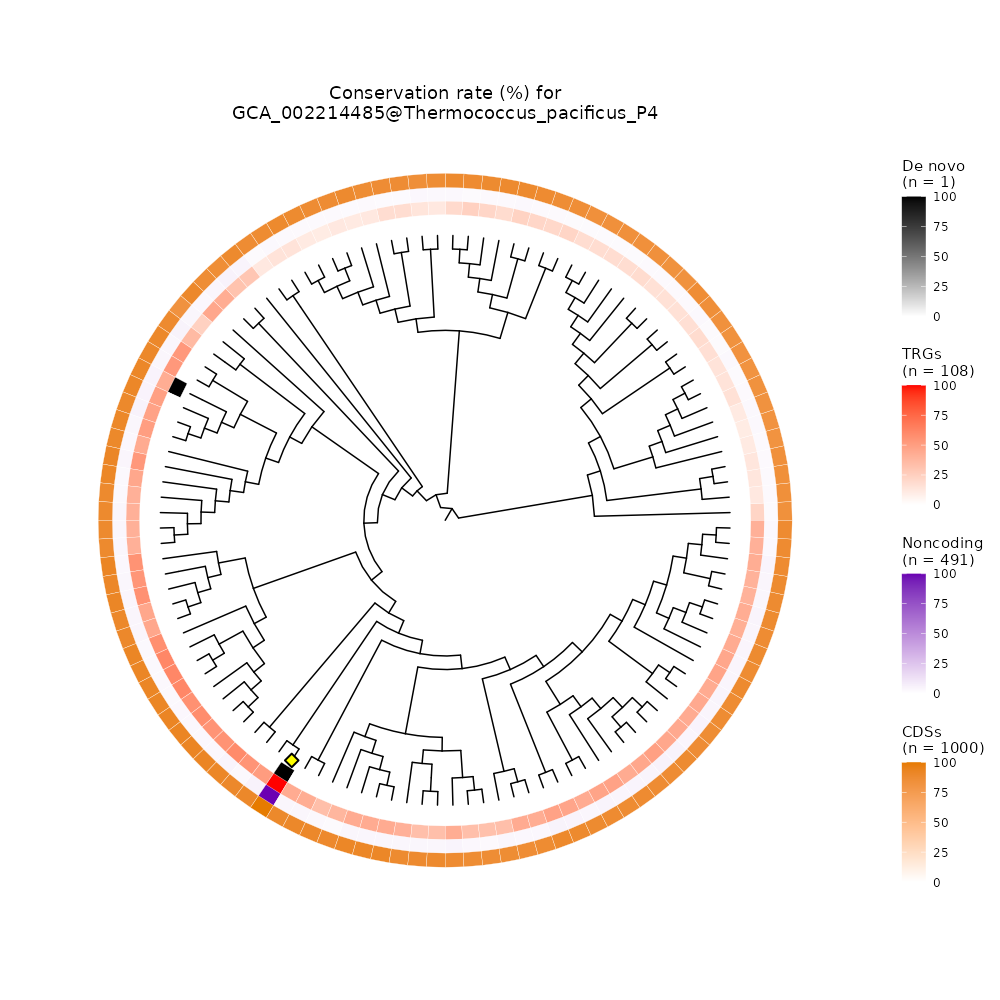 Conservation rate (%) for
GCA_002214485@Thermococcus_pacificus_P4
De novo
(n = 1)
100
75
50
25
0
TRGs
(n = 108)
100
75
50
25
0
Noncoding
(n = 491)
100
75
50
25
0
CDSs
(n = 1000)
100
75
50
25
0